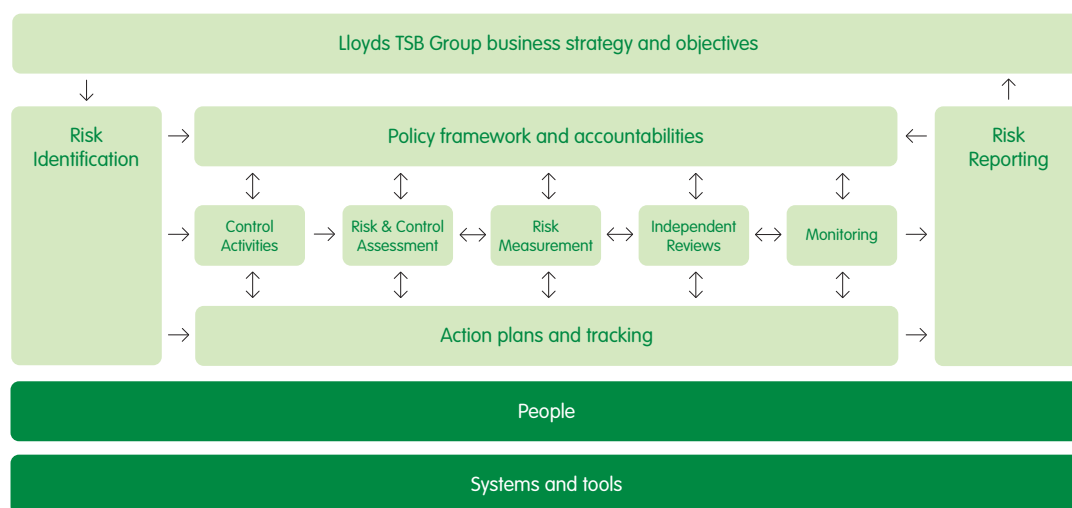 Lloyds TSB Group business strategy and objectives
Risk
Identification
Policy framework and accountabilities
Risk
Reporting
Control
Activities
Risk & Control
Assessment
Risk
Measurement
Independent
Reviews
Monitoring
Action plans and tracking
People
Systems and tools